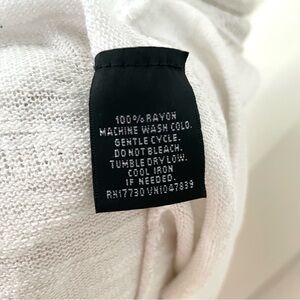 100% RAYON
MACHINE WASH COLD.
GENTLE CYCLE.
DO NOT BLEACH.
TUMBLE DRY LOW.
COOL IRON
IF NEEDED.
RN17730 VN1047839